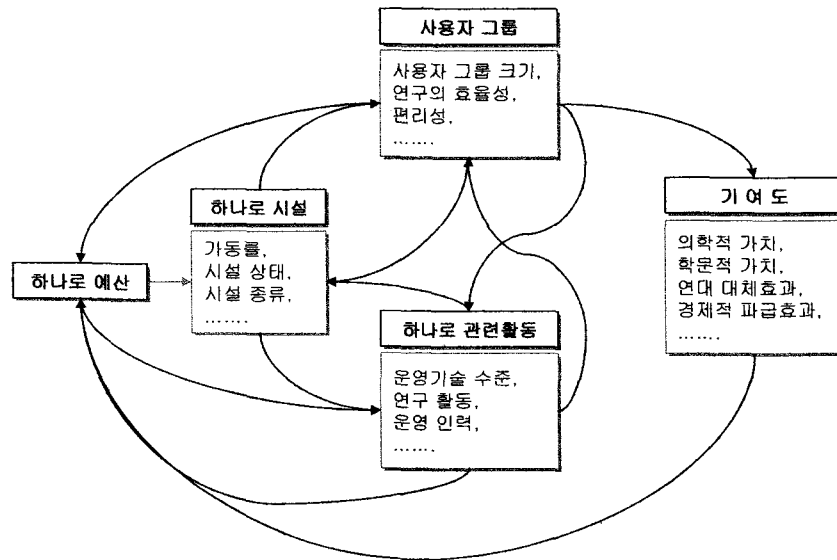 사용자 그룹
사용자 그룹 크기,
연구의 효율성,
편리성,
…….
하나로 시설
가동률,
시설 상태,
시설 종류,
…….
하나로 예산
하나로 관련활동
운영기술 수준,
연구 활동,
운영 인력,
…….
기 여 도
의학적 가치,
학문적 가치,
연대 대체효과,
경제적 파급효과,
…….